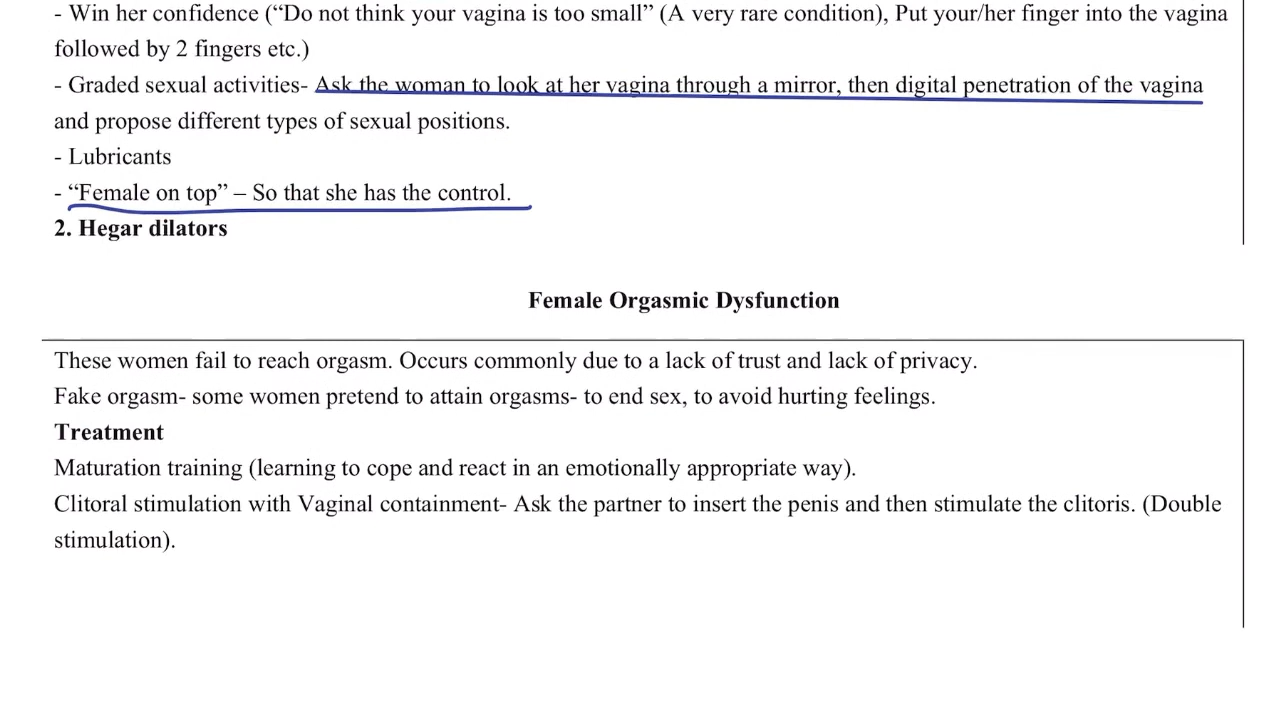 - Win her confidence (“Do not think your vagina is too small” (A very rare condition), Put your/her finger into the vagina
followed by 2 fingers etc.)
- Graded sexual activities- Ask the woman to look at her vagina through a mirror, then digital penetration of the vagina
and propose different types of sexual positions.
- Lubricants
- “Female on top” – So that she has the control.
2. Hegar dilators
Female Orgasmic Dysfunction
These women fail to reach orgasm. Occurs commonly due to a lack of trust and lack of privacy.
Fake orgasm- some women pretend to attain orgasms- to end sex, to avoid hurting feelings.
Treatment
Maturation training (learning to cope and react in an emotionally appropriate way).
Clitoral stimulation with Vaginal containment- Ask the partner to insert the penis and then stimulate the clitoris. (Double
stimulation).